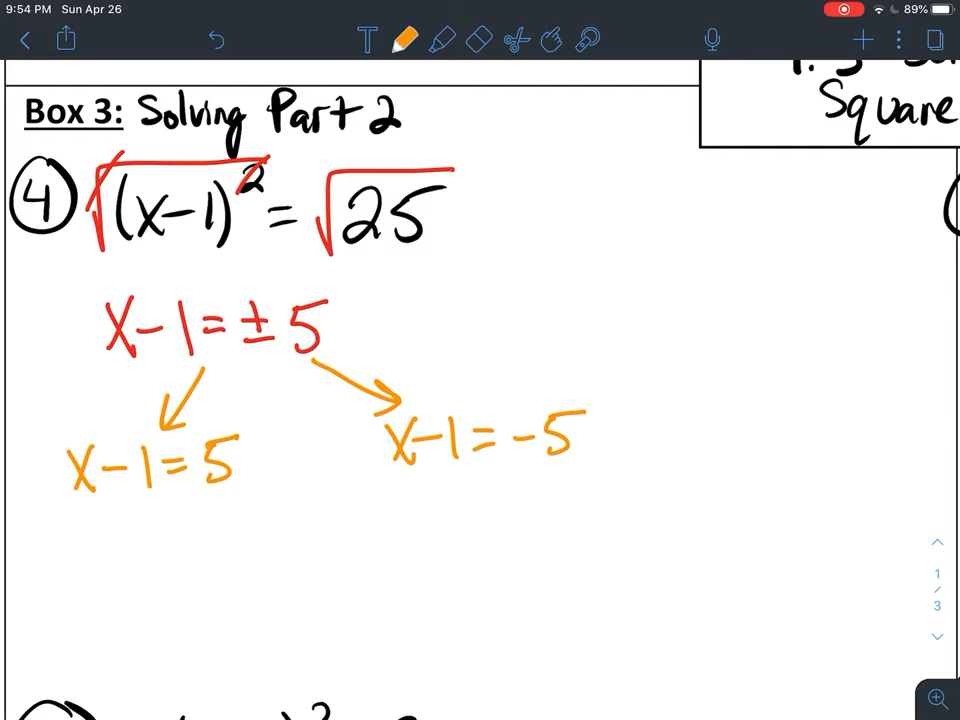 9:54 PM Sun Apr 26 89%
T
Square
Box 3: Solving Part 2
4 √(x-1)² = √25
x-1 = ± 5
x-1 = 5 x-1 = -5
1
/
3